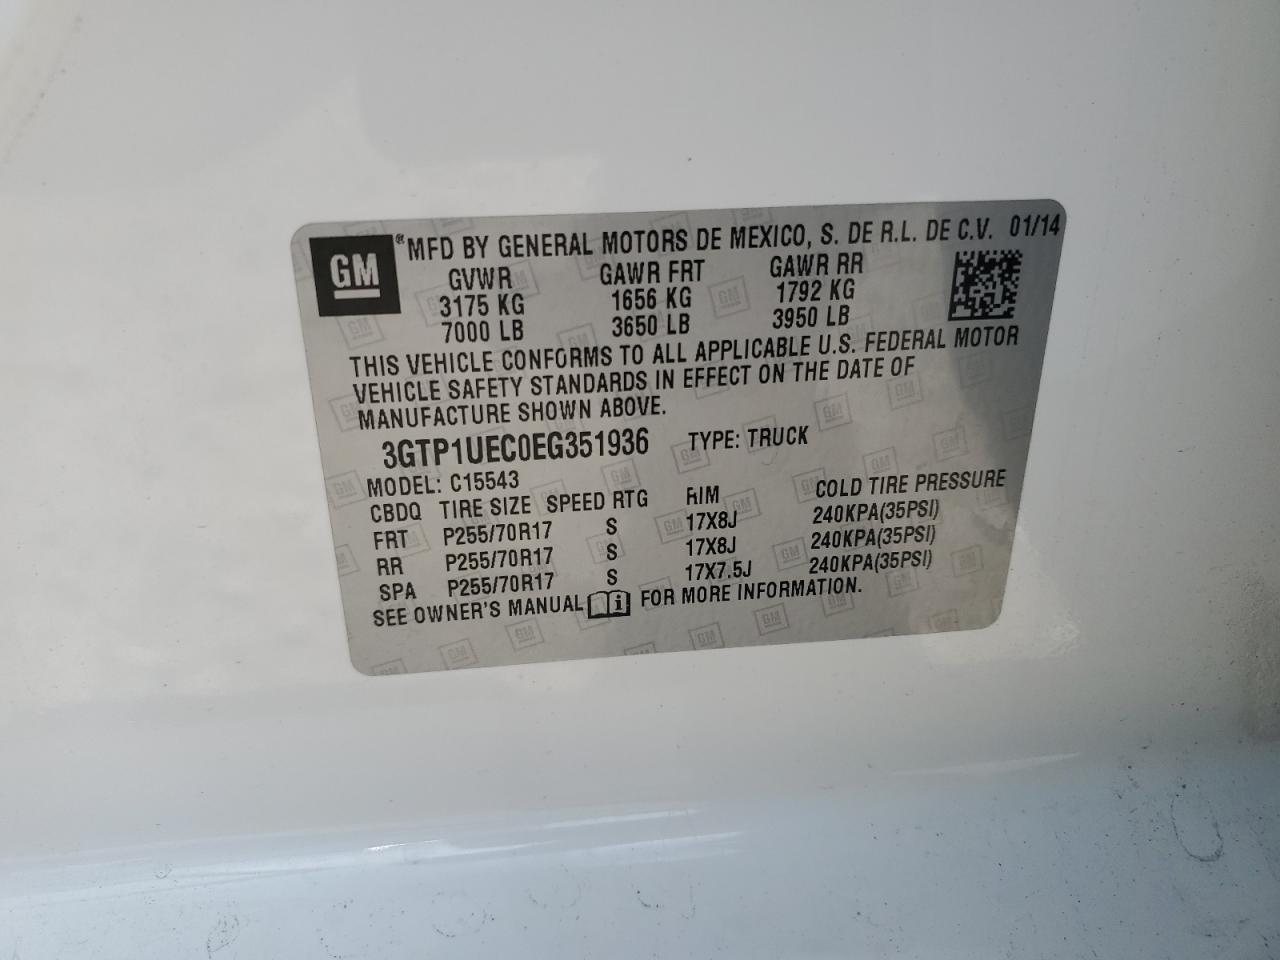 GM ® MFD BY GENERAL MOTORS DE MEXICO, S. DE R.L. DE C.V. 01/14
GVWR GAWR FRT GAWR RR
3175 KG 1656 KG 1792 KG
7000 LB 3650 LB 3950 LB
THIS VEHICLE CONFORMS TO ALL APPLICABLE U.S. FEDERAL MOTOR
VEHICLE SAFETY STANDARDS IN EFFECT ON THE DATE OF
MANUFACTURE SHOWN ABOVE.
3GTP1UEC0EG351936 TYPE: TRUCK
MODEL: C15543
CBDQ TIRE SIZE SPEED RTG RIM COLD TIRE PRESSURE
FRT P255/70R17 S 17X8J 240KPA(35PSI)
RR P255/70R17 S 17X8J 240KPA(35PSI)
SPA P255/70R17 S 17X7.5J 240KPA(35PSI)
SEE OWNER'S MANUAL i FOR MORE INFORMATION.